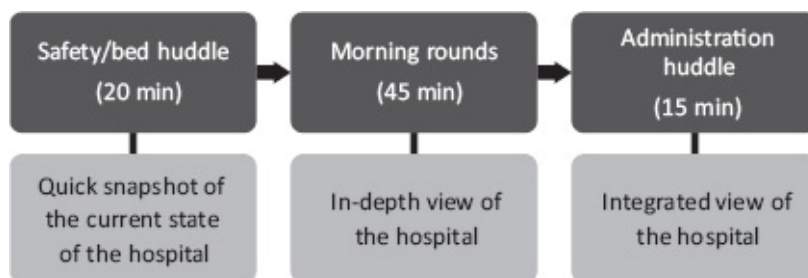 Safety/bed huddle
(20 min)
Morning rounds
(45 min)
Administration
huddle
(15 min)
Quick snapshot of
the current state
of the hospital
In-depth view of
the hospital
Integrated view of
the hospital